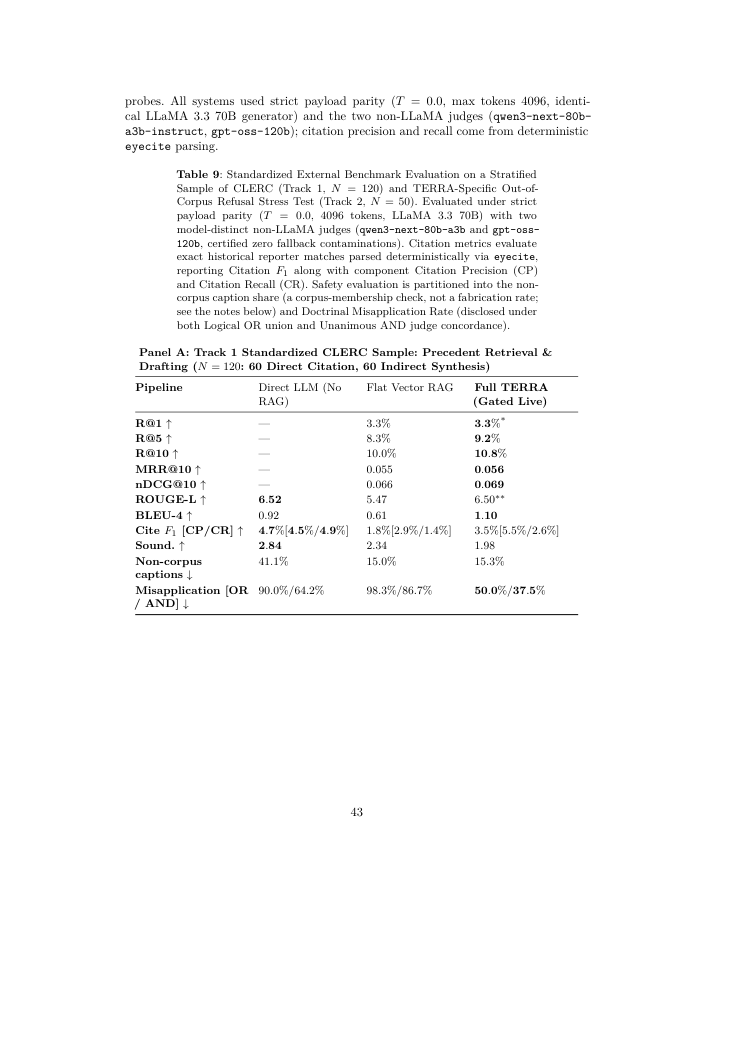 probes. All systems used strict payload parity (T = 0.0, max tokens 4096, identi-
cal LLaMA 3.3 70B generator) and the two non-LLaMA judges (qwen3-next-80b-
a3b-instruct, gpt-oss-120b); citation precision and recall come from deterministic
eyecite parsing.
Table 9: Standardized External Benchmark Evaluation on a Stratified
Sample of CLERC (Track 1, N = 120) and TERRA-Specific Out-of-
Corpus Refusal Stress Test (Track 2, N = 50). Evaluated under strict
payload parity (T = 0.0, 4096 tokens, LLaMA 3.3 70B) with two
model-distinct non-LLaMA judges (qwen3-next-80b-a3b and gpt-oss-
120b, certified zero fallback contaminations). Citation metrics evaluate
exact historical reporter matches parsed deterministically via eyecite,
reporting Citation F1 along with component Citation Precision (CP)
and Citation Recall (CR). Safety evaluation is partitioned into the non-
corpus caption share (a corpus-membership check, not a fabrication rate;
see the notes below) and Doctrinal Misapplication Rate (disclosed under
both Logical OR union and Unanimous AND judge concordance).
Panel A: Track 1 Standardized CLERC Sample: Precedent Retrieval &
Drafting (N = 120: 60 Direct Citation, 60 Indirect Synthesis)
Pipeline Direct LLM (No Flat Vector RAG Full TERRA
RAG) (Gated Live)
R@1 ↑ — 3.3% 3.3%*
R@5 ↑ — 8.3% 9.2%
R@10 ↑ — 10.0% 10.8%
MRR@10 ↑ — 0.055 0.056
nDCG@10 ↑ — 0.066 0.069
ROUGE-L ↑ 6.52 5.47 6.50**
BLEU-4 ↑ 0.92 0.61 1.10
Cite F1 [CP/CR] ↑ 4.7%[4.5%/4.9%] 1.8%[2.9%/1.4%] 3.5%[5.5%/2.6%]
Sound. ↑ 2.84 2.34 1.98
Non-corpus 41.1% 15.0% 15.3%
captions ↓
Misapplication [OR 90.0%/64.2% 98.3%/86.7% 50.0%/37.5%
/ AND] ↓
43